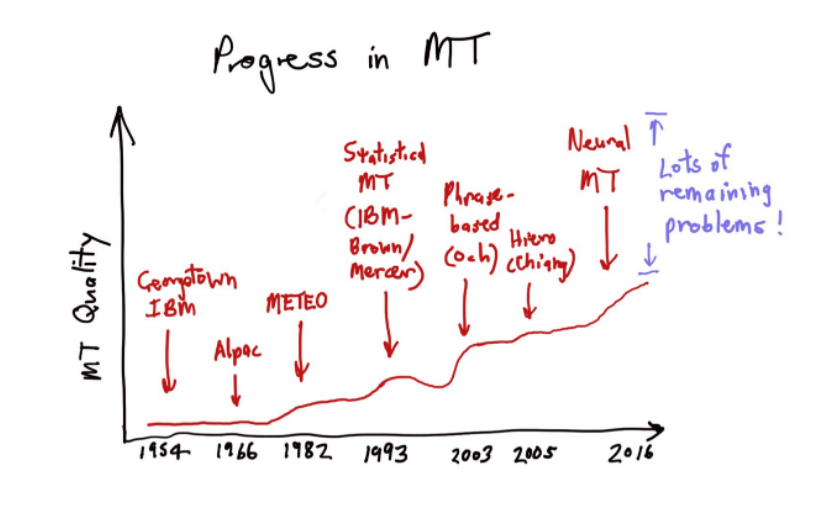 Progress in MT
Statistical
MT
(IBM-
Brown/
Mercer)
Neural
MT
Lots of
remaining
problems!
Phrase-
based
(Och)
Hiero
(Chiang)
Georgetown
IBM
METEO
Alpac
MT Quality
1954 1966 1982 1993 2003 2005 2016